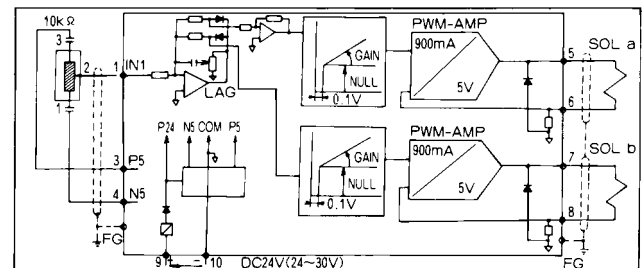 10kΩ
3
2
1
1
IN1
LAG
3
P5
4
N5
FG
P24
N5
COM
P5
9
10
DC24V(24~30V)
GAIN
NULL
0.1V
PWM-AMP
900mA
5V
5
6
SOL a
GAIN
NULL
0.1V
PWM-AMP
900mA
5V
7
8
SOL b
FG